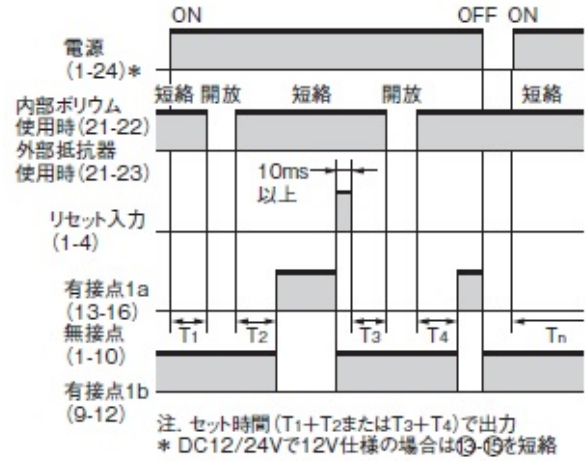 ON OFF ON
電源
(1-24)*
短絡 開放 短絡 開放 短絡
内部ボリウム
使用時(21-22)
外部抵抗器
使用時(21-23)
10ms
以上
リセット入力
(1-4)
有接点1a
(13-16)
無接点
(1-10)
T1 T2 T3 T4 Tn
有接点1b
(9-12)
注. セット時間(T1+T2またはT3+T4)で出力
* DC12/24Vで12V仕様の場合は⑬-⑮を短絡